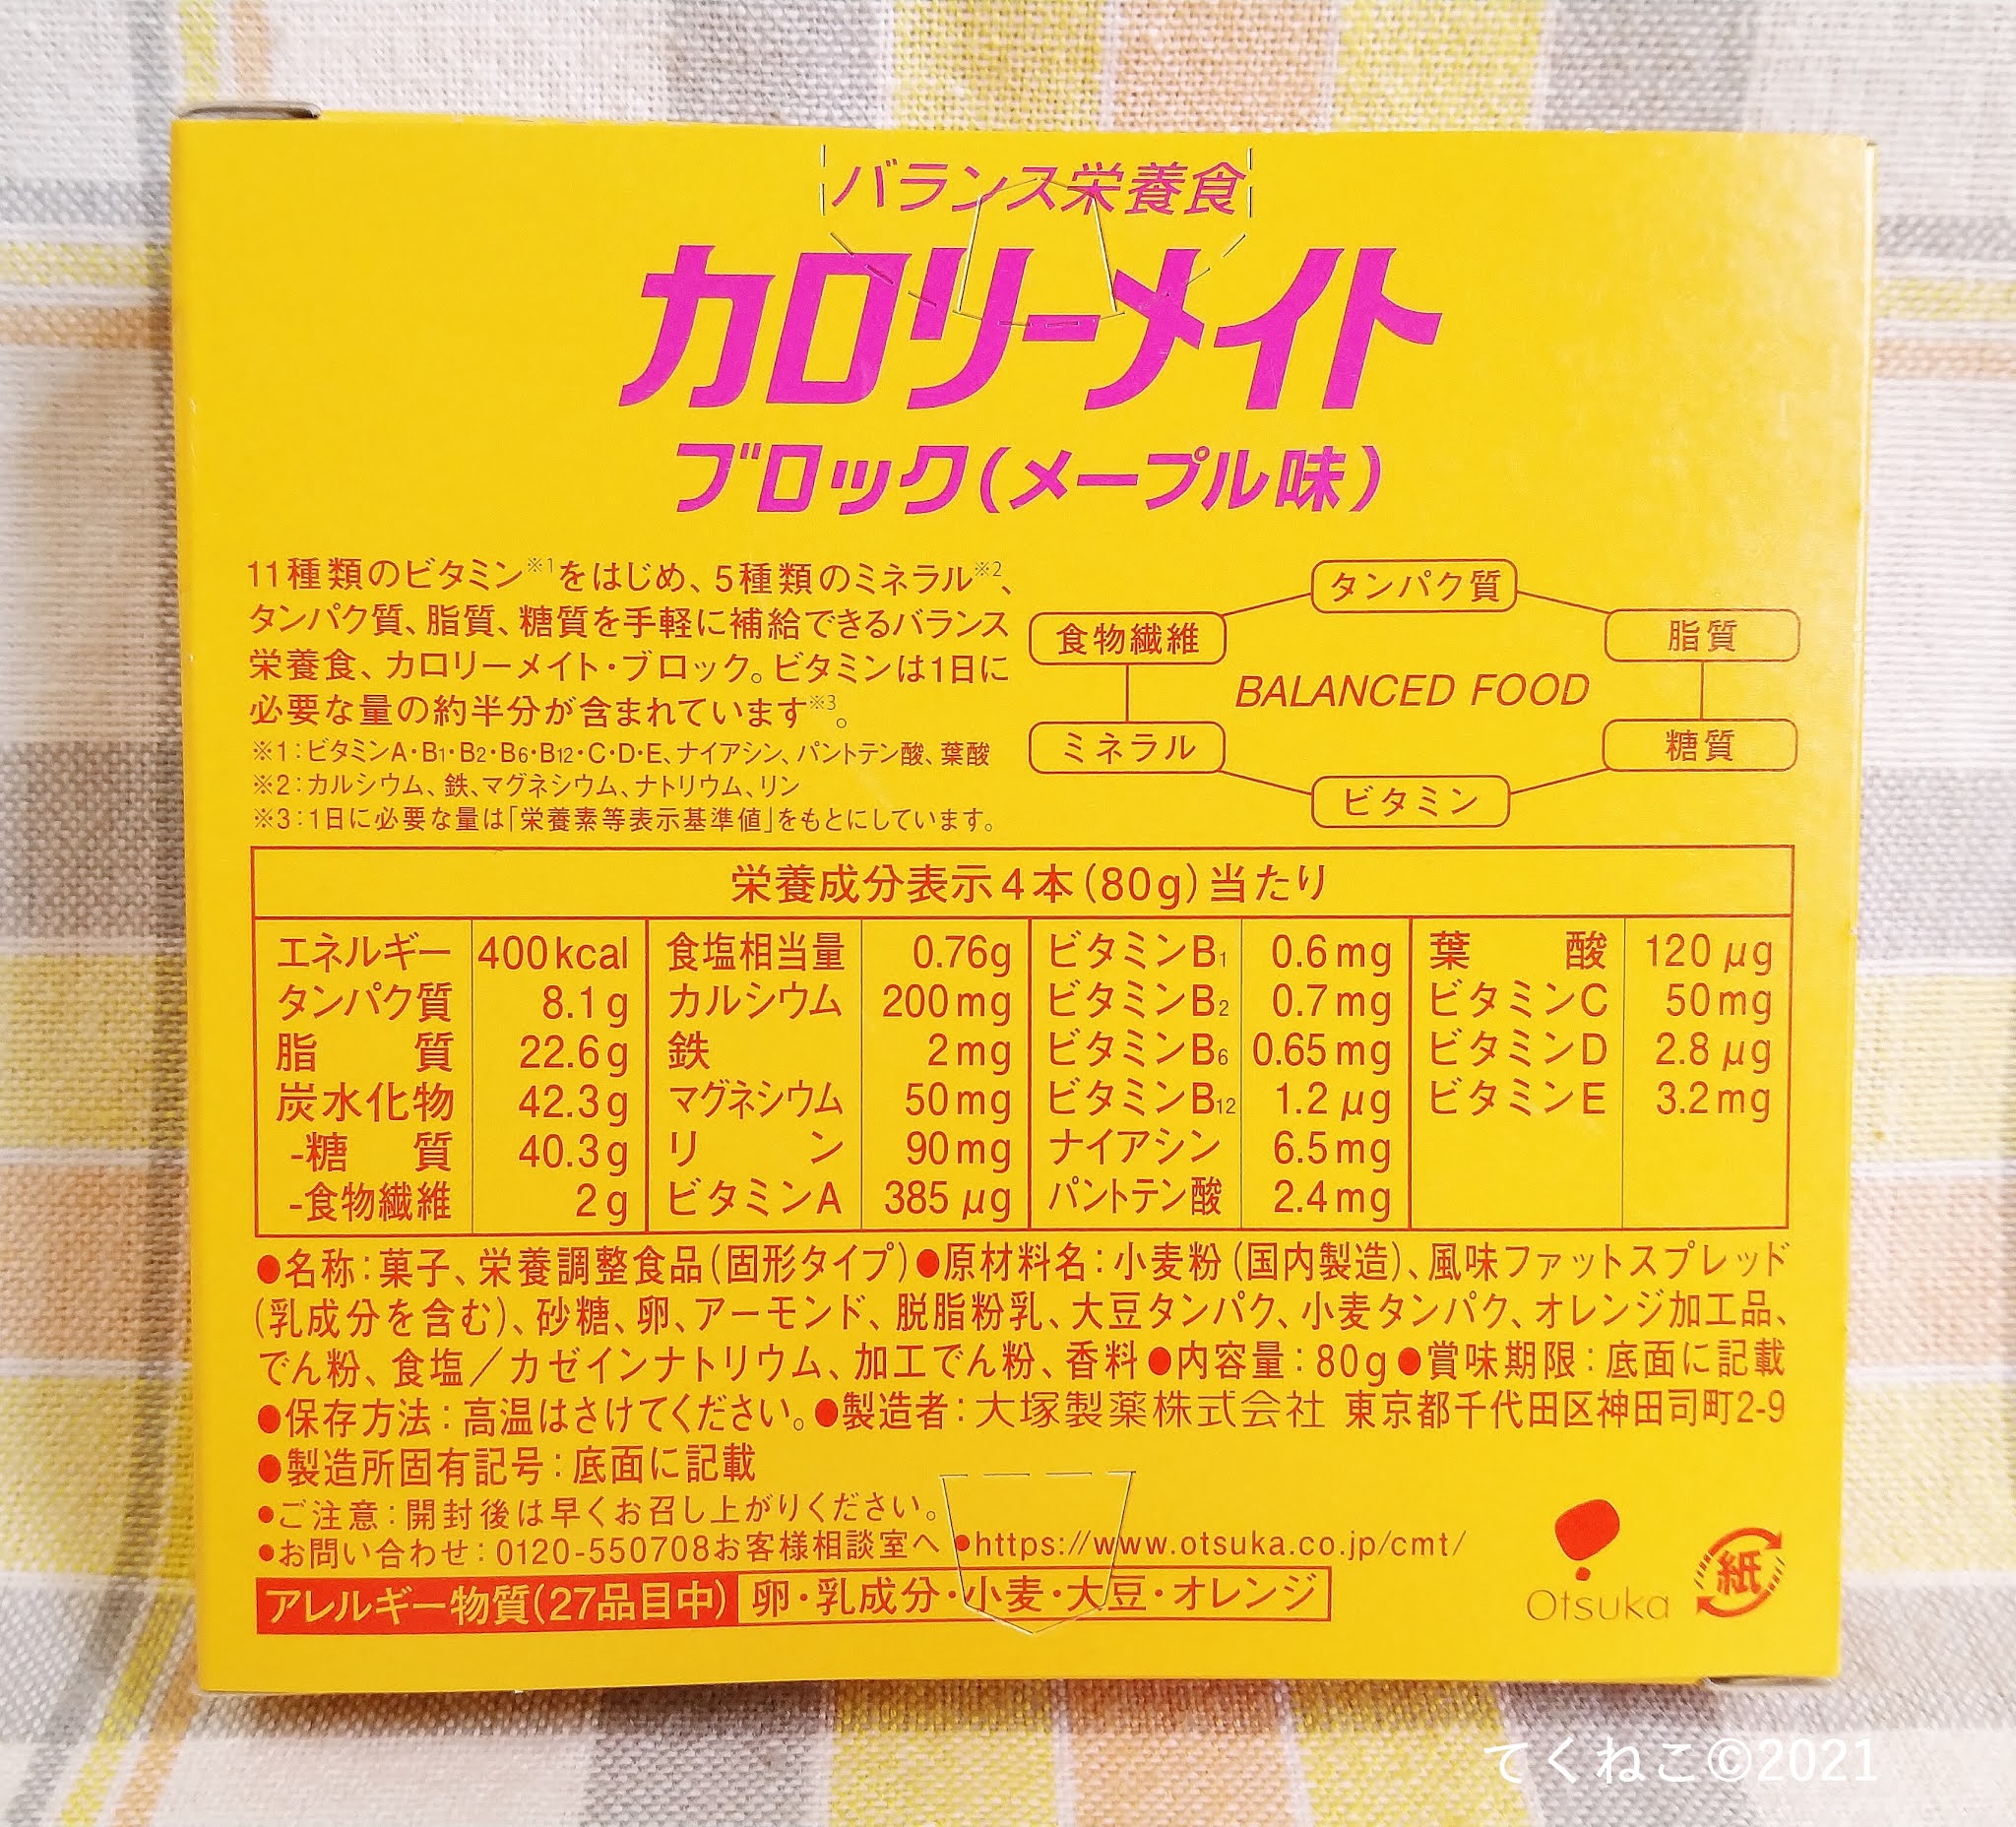 バランス栄養食
カロリーメイト
ブロック(メープル味)
11種類のビタミン※1をはじめ、5種類のミネラル※2、
タンパク質、脂質、糖質を手軽に補給できるバランス
栄養食、カロリーメイト・ブロック。ビタミンは1日に
必要な量の約半分が含まれています※3。
※1:ビタミンA・B1・B2・B6・B12・C・D・E、ナイアシン、パントテン酸、葉酸
※2:カルシウム、鉄、マグネシウム、ナトリウム、リン
※3:1日に必要な量は「栄養素等表示基準値」をもとにしています。
タンパク質
食物繊維 脂質
BALANCED FOOD
ミネラル 糖質
ビタミン
栄養成分表示4本(80g)当たり
エネルギー 400kcal 食塩相当量 0.76g ビタミンB1 0.6mg 葉酸 120μg
タンパク質 8.1g カルシウム 200mg ビタミンB2 0.7mg ビタミンC 50mg
脂質 22.6g 鉄 2mg ビタミンB6 0.65mg ビタミンD 2.8μg
炭水化物 42.3g マグネシウム 50mg ビタミンB12 1.2μg ビタミンE 3.2mg
-糖質 40.3g リン 90mg ナイアシン 6.5mg
-食物繊維 2g ビタミンA 385μg パントテン酸 2.4mg
●名称:菓子、栄養調整食品(固形タイプ)●原材料名:小麦粉(国内製造)、風味ファットスプレッド
(乳成分を含む)、砂糖、卵、アーモンド、脱脂粉乳、大豆タンパク、小麦タンパク、オレンジ加工品、
でん粉、食塩/カゼインナトリウム、加工でん粉、香料●内容量:80g●賞味期限:底面に記載
●保存方法:高温はさけてください。●製造者:大塚製薬株式会社 東京都千代田区神田司町2-9
●製造所固有記号:底面に記載
●ご注意:開封後は早くお召し上がりください。
●お問い合わせ:0120-550708お客様相談室へ ●https://www.otsuka.co.jp/cmt/
アレルギー物質(27品目中) 卵・乳成分・小麦・大豆・オレンジ
Otsuka
紙
てくねこ©2021